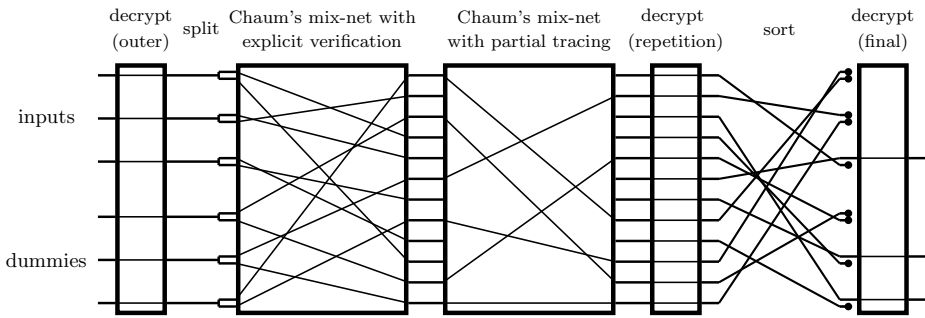 decrypt
(outer)
split
Chaum's mix-net with
explicit verification
Chaum's mix-net
with partial tracing
decrypt
(repetition)
sort
decrypt
(final)
inputs
dummies